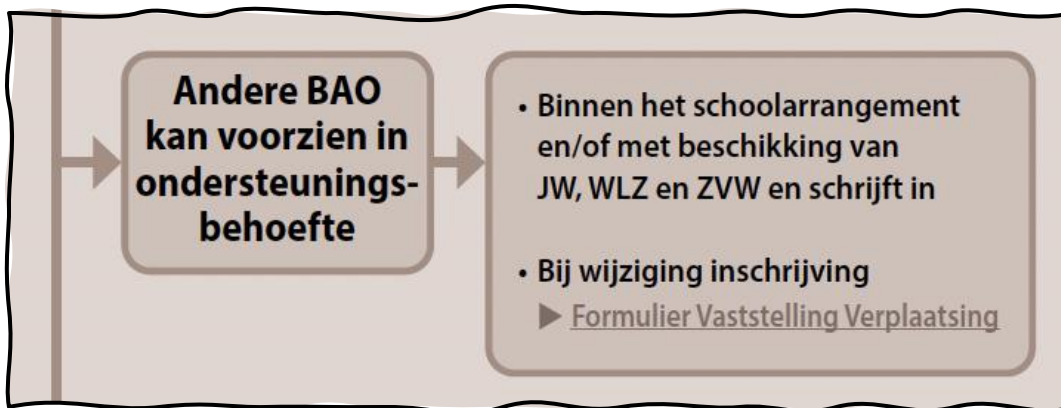 Andere BAO
kan voorzien in
ondersteunings-
behoefte
• Binnen het schoolarrangement
en/of met beschikking van
JW, WLZ en ZVW en schrijft in
• Bij wijziging inschrijving
▶ Formulier Vaststelling Verplaatsing